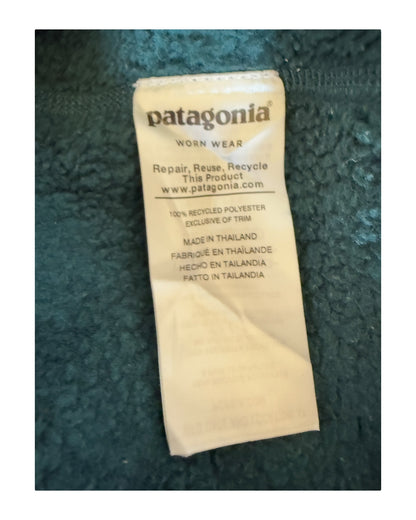 patagonia®
WORN WEAR
Repair, Reuse, Recycle
This Product
www.patagonia.com
100% RECYCLED POLYESTER
EXCLUSIVE OF TRIM
MADE IN THAILAND
FABRIQUÉ EN THAÏLANDE
HECHO EN TAILANDIA
FATTO IN TAILANDIA